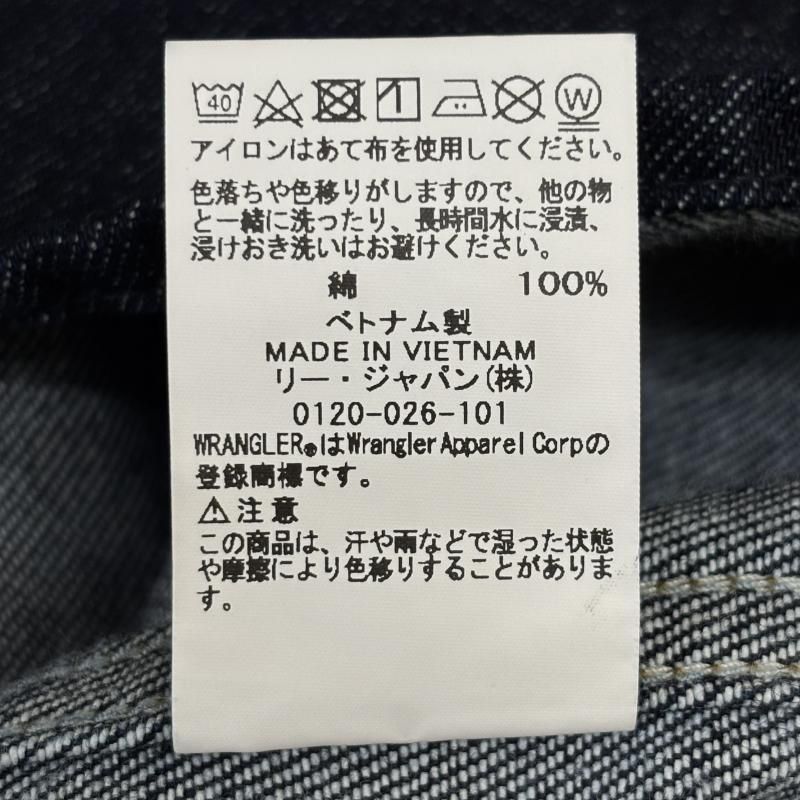 40 W
アイロンはあて布を使用してください。
色落ちや色移りがしますので、他の物
と一緒に洗ったり、長時間水に浸漬、
浸けおき洗いはお避けください。
綿 100%
ベトナム製
MADE IN VIETNAM
リー・ジャパン(株)
0120-026-101
WRANGLER®はWrangler Apparel Corpの
登録商標です。
⚠注意
この商品は、汗や雨などで湿った状態
や摩擦により色移りすることがありま
す。